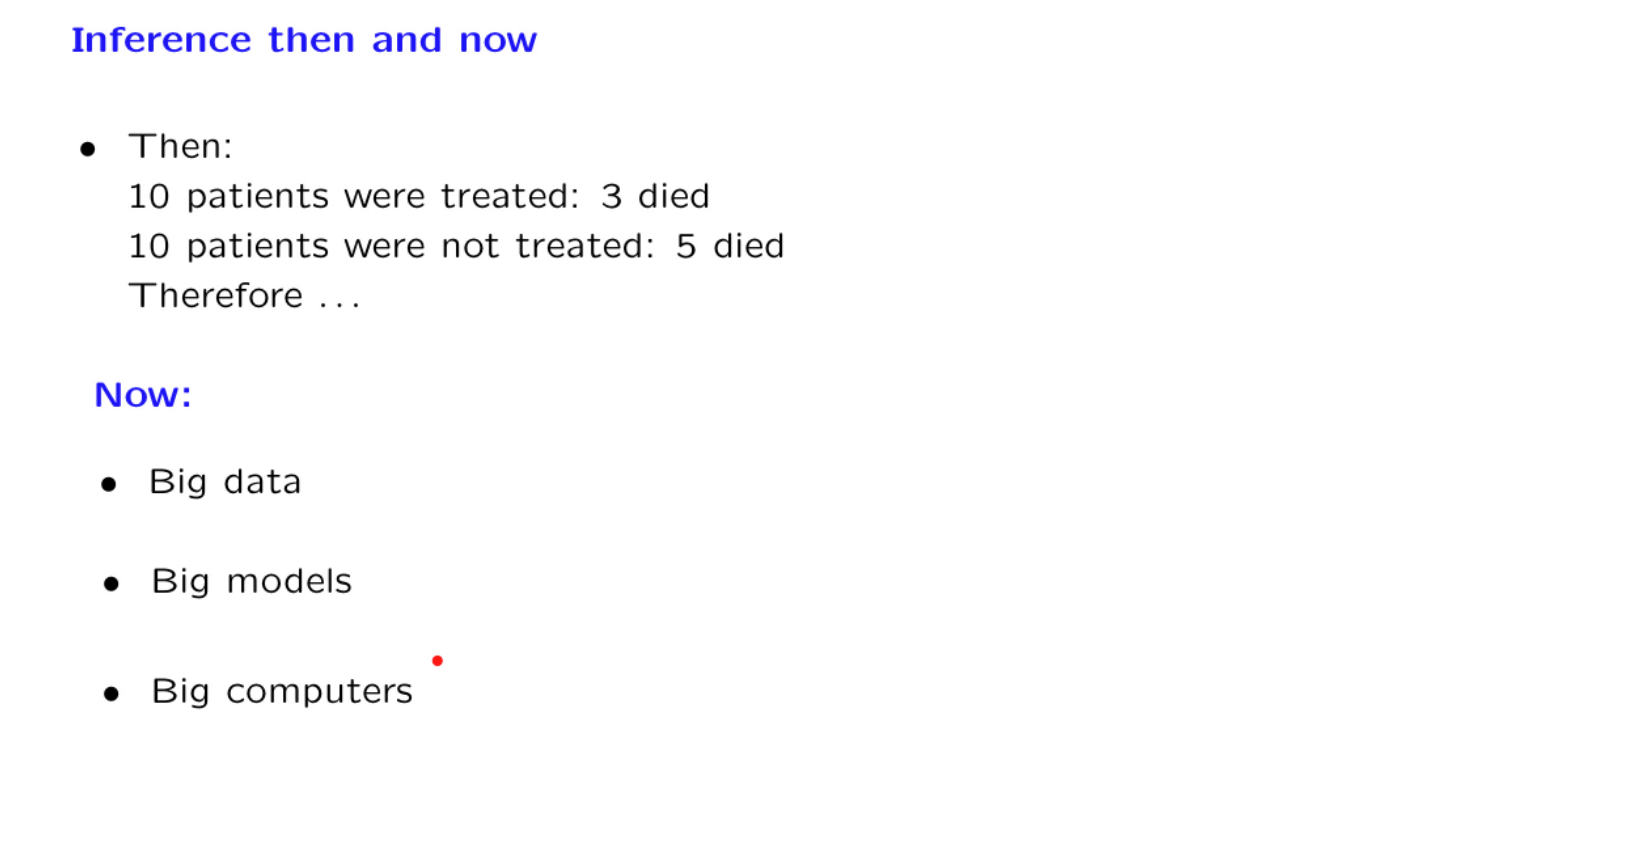 Inference then and now
• Then:
10 patients were treated: 3 died
10 patients were not treated: 5 died
Therefore ...
Now:
• Big data
• Big models
• Big computers